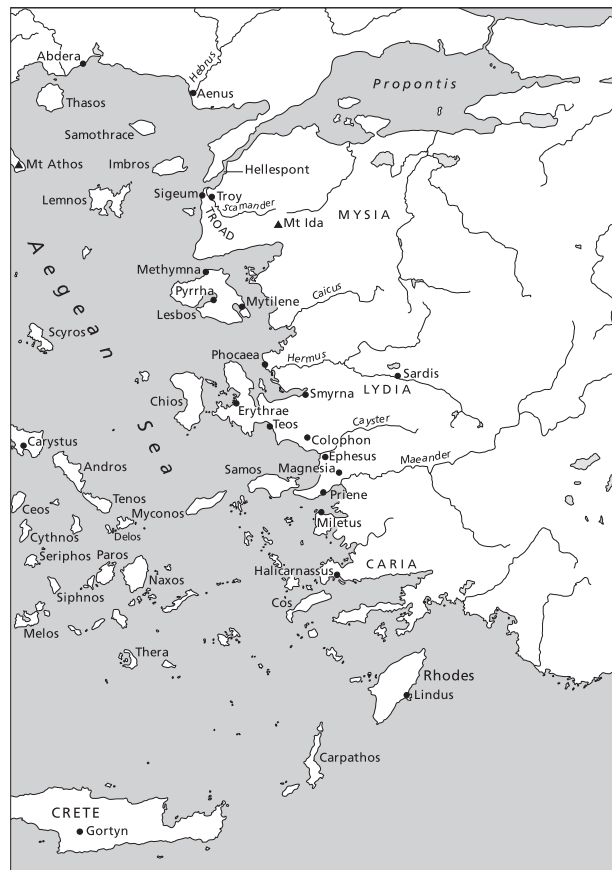 Abdera
Hebrus
Propontis
Aenus
Thasos
Samothrace
Mt Athos
Imbros
Hellespont
Lemnos
Sigeum
Troy
Scamander
TROAD
MYSIA
Mt Ida
Aegean Sea
Methymna
Pyrrha
Mytilene
Lesbos
Caicus
Scyros
Phocaea
Hermus
Sardis
Smyrna
LYDIA
Chios
Erythrae
Teos
Cayster
Carystus
Colophon
Ephesus
Maeander
Andros
Samos
Magnesia
Tenos
Priene
Ceos
Myconos
Miletus
Cythnos
Delos
Seriphos
Paros
Halicarnassus
CARIA
Naxos
Siphnos
Cos
Melos
Thera
Rhodes
Lindus
Carpathos
CRETE
Gortyn